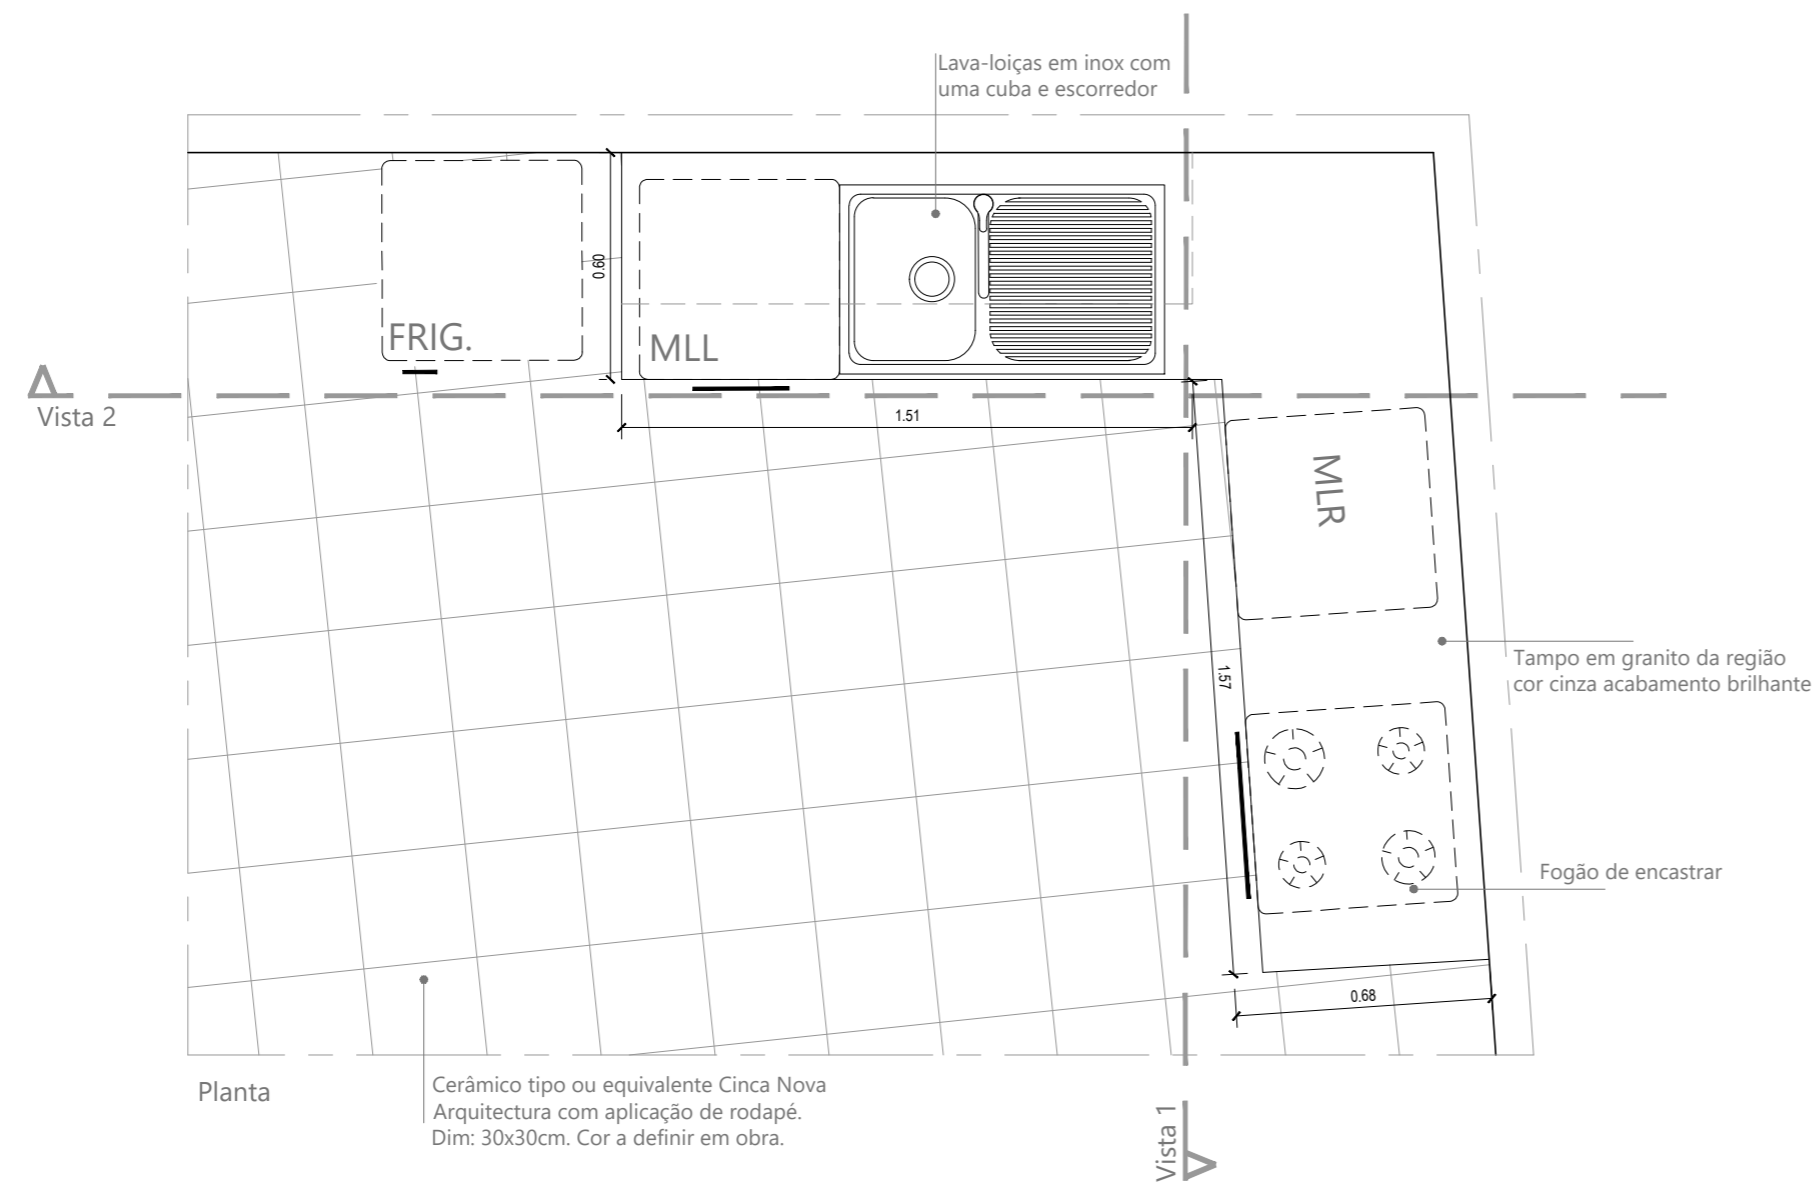 Lava-loiças em inox com
uma cuba e escorredor
0.60
FRIG.
MLL
Vista 2
1.51
MLR
Tampo em granito da região
cor cinza acabamento brilhante
1.57
Fogão de encastrar
0.68
Planta
Cerâmico tipo ou equivalente Cinca Nova
Arquitectura com aplicação de rodapé.
Dim: 30x30cm. Cor a definir em obra.
Vista 1